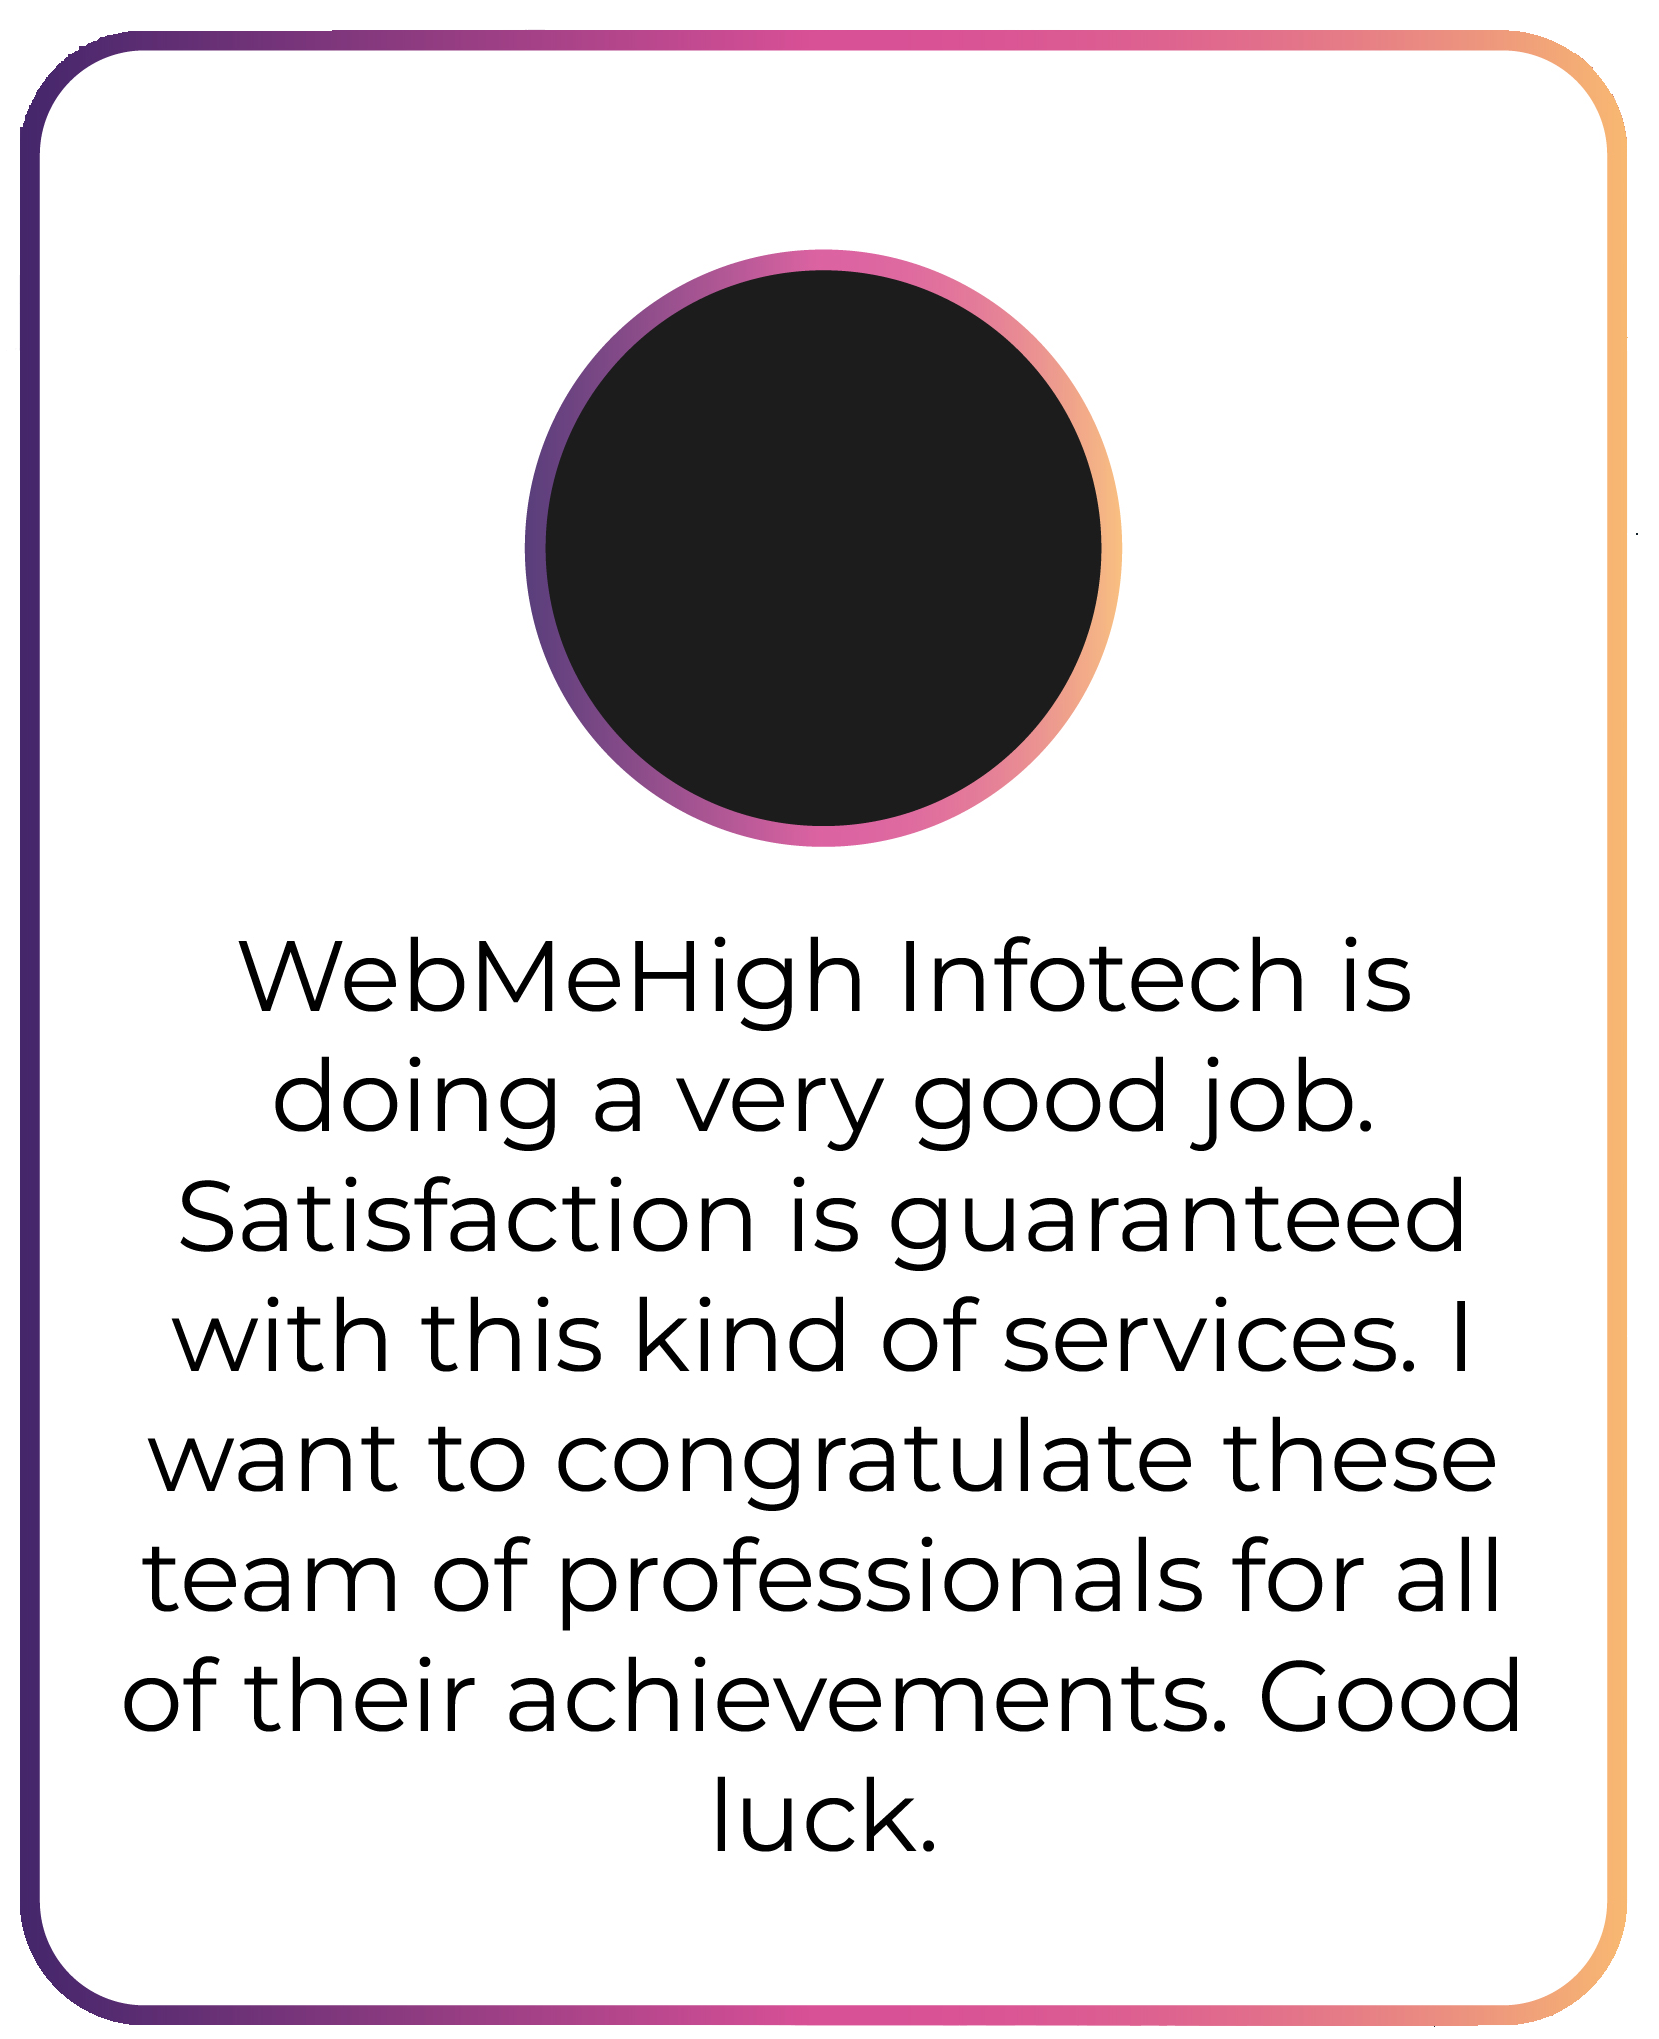 WebMeHigh Infotech is
doing a very good job.
Satisfaction is guaranteed
with this kind of services. I
want to congratulate these
team of professionals for all
of their achievements. Good
luck.